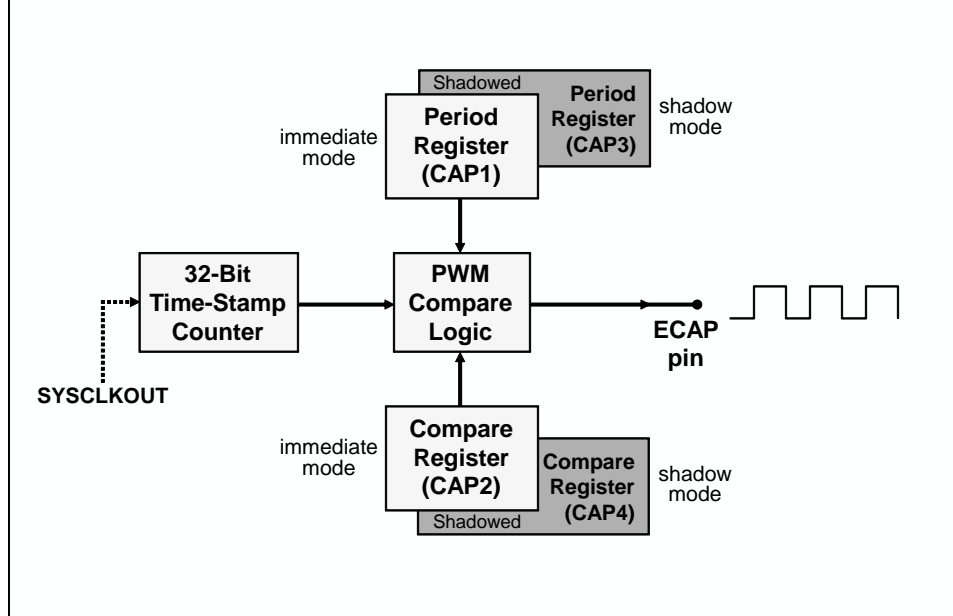 Shadowed
Period
Register
(CAP3)
shadow
mode
immediate
mode
Period
Register
(CAP1)
32-Bit
Time-Stamp
Counter
PWM
Compare
Logic
ECAP
pin
SYSCLKOUT
immediate
mode
Compare
Register
(CAP2)
Compare
Register
(CAP4)
Shadowed
shadow
mode